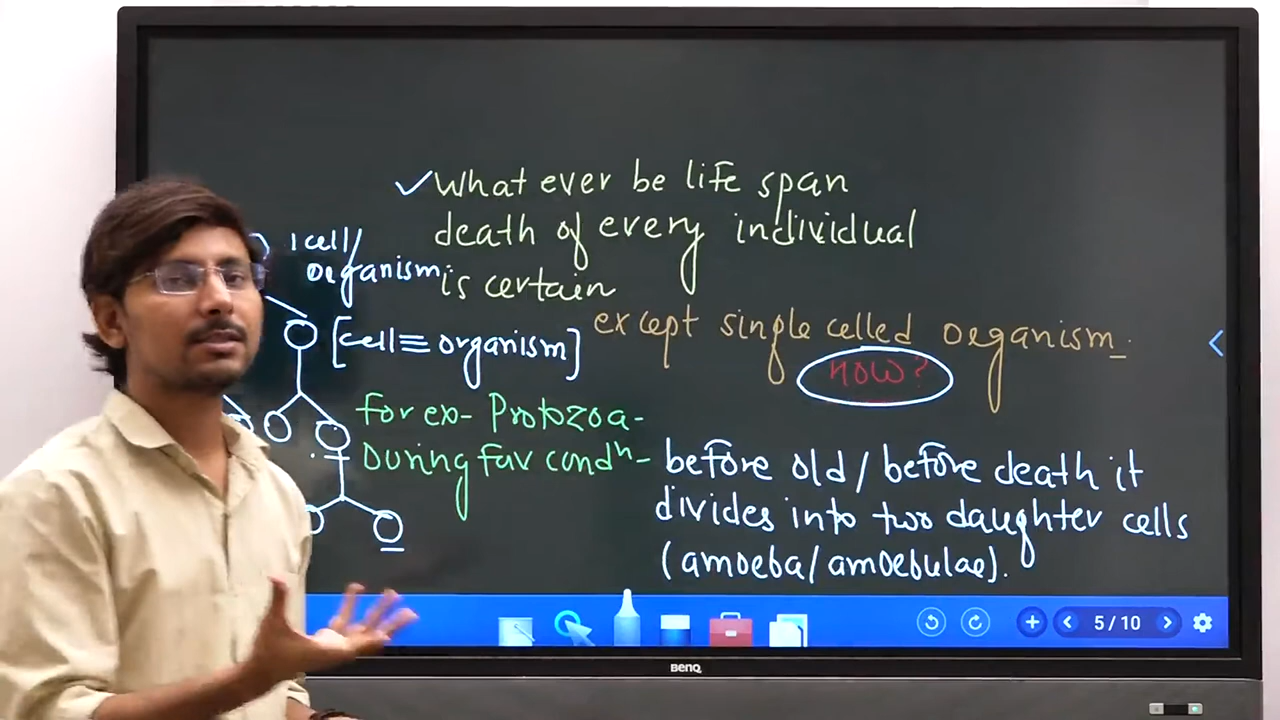 ✓What ever be life span
death of every individual
is certain
1 cell/
organism.
[cell≡organism]
except single celled organism.
HOW?
for ex- Protozoa-
During fav condⁿ-
before old/before death it
divides into two daughter cells
(amoeba/amoebulae).
5/10
BenQ